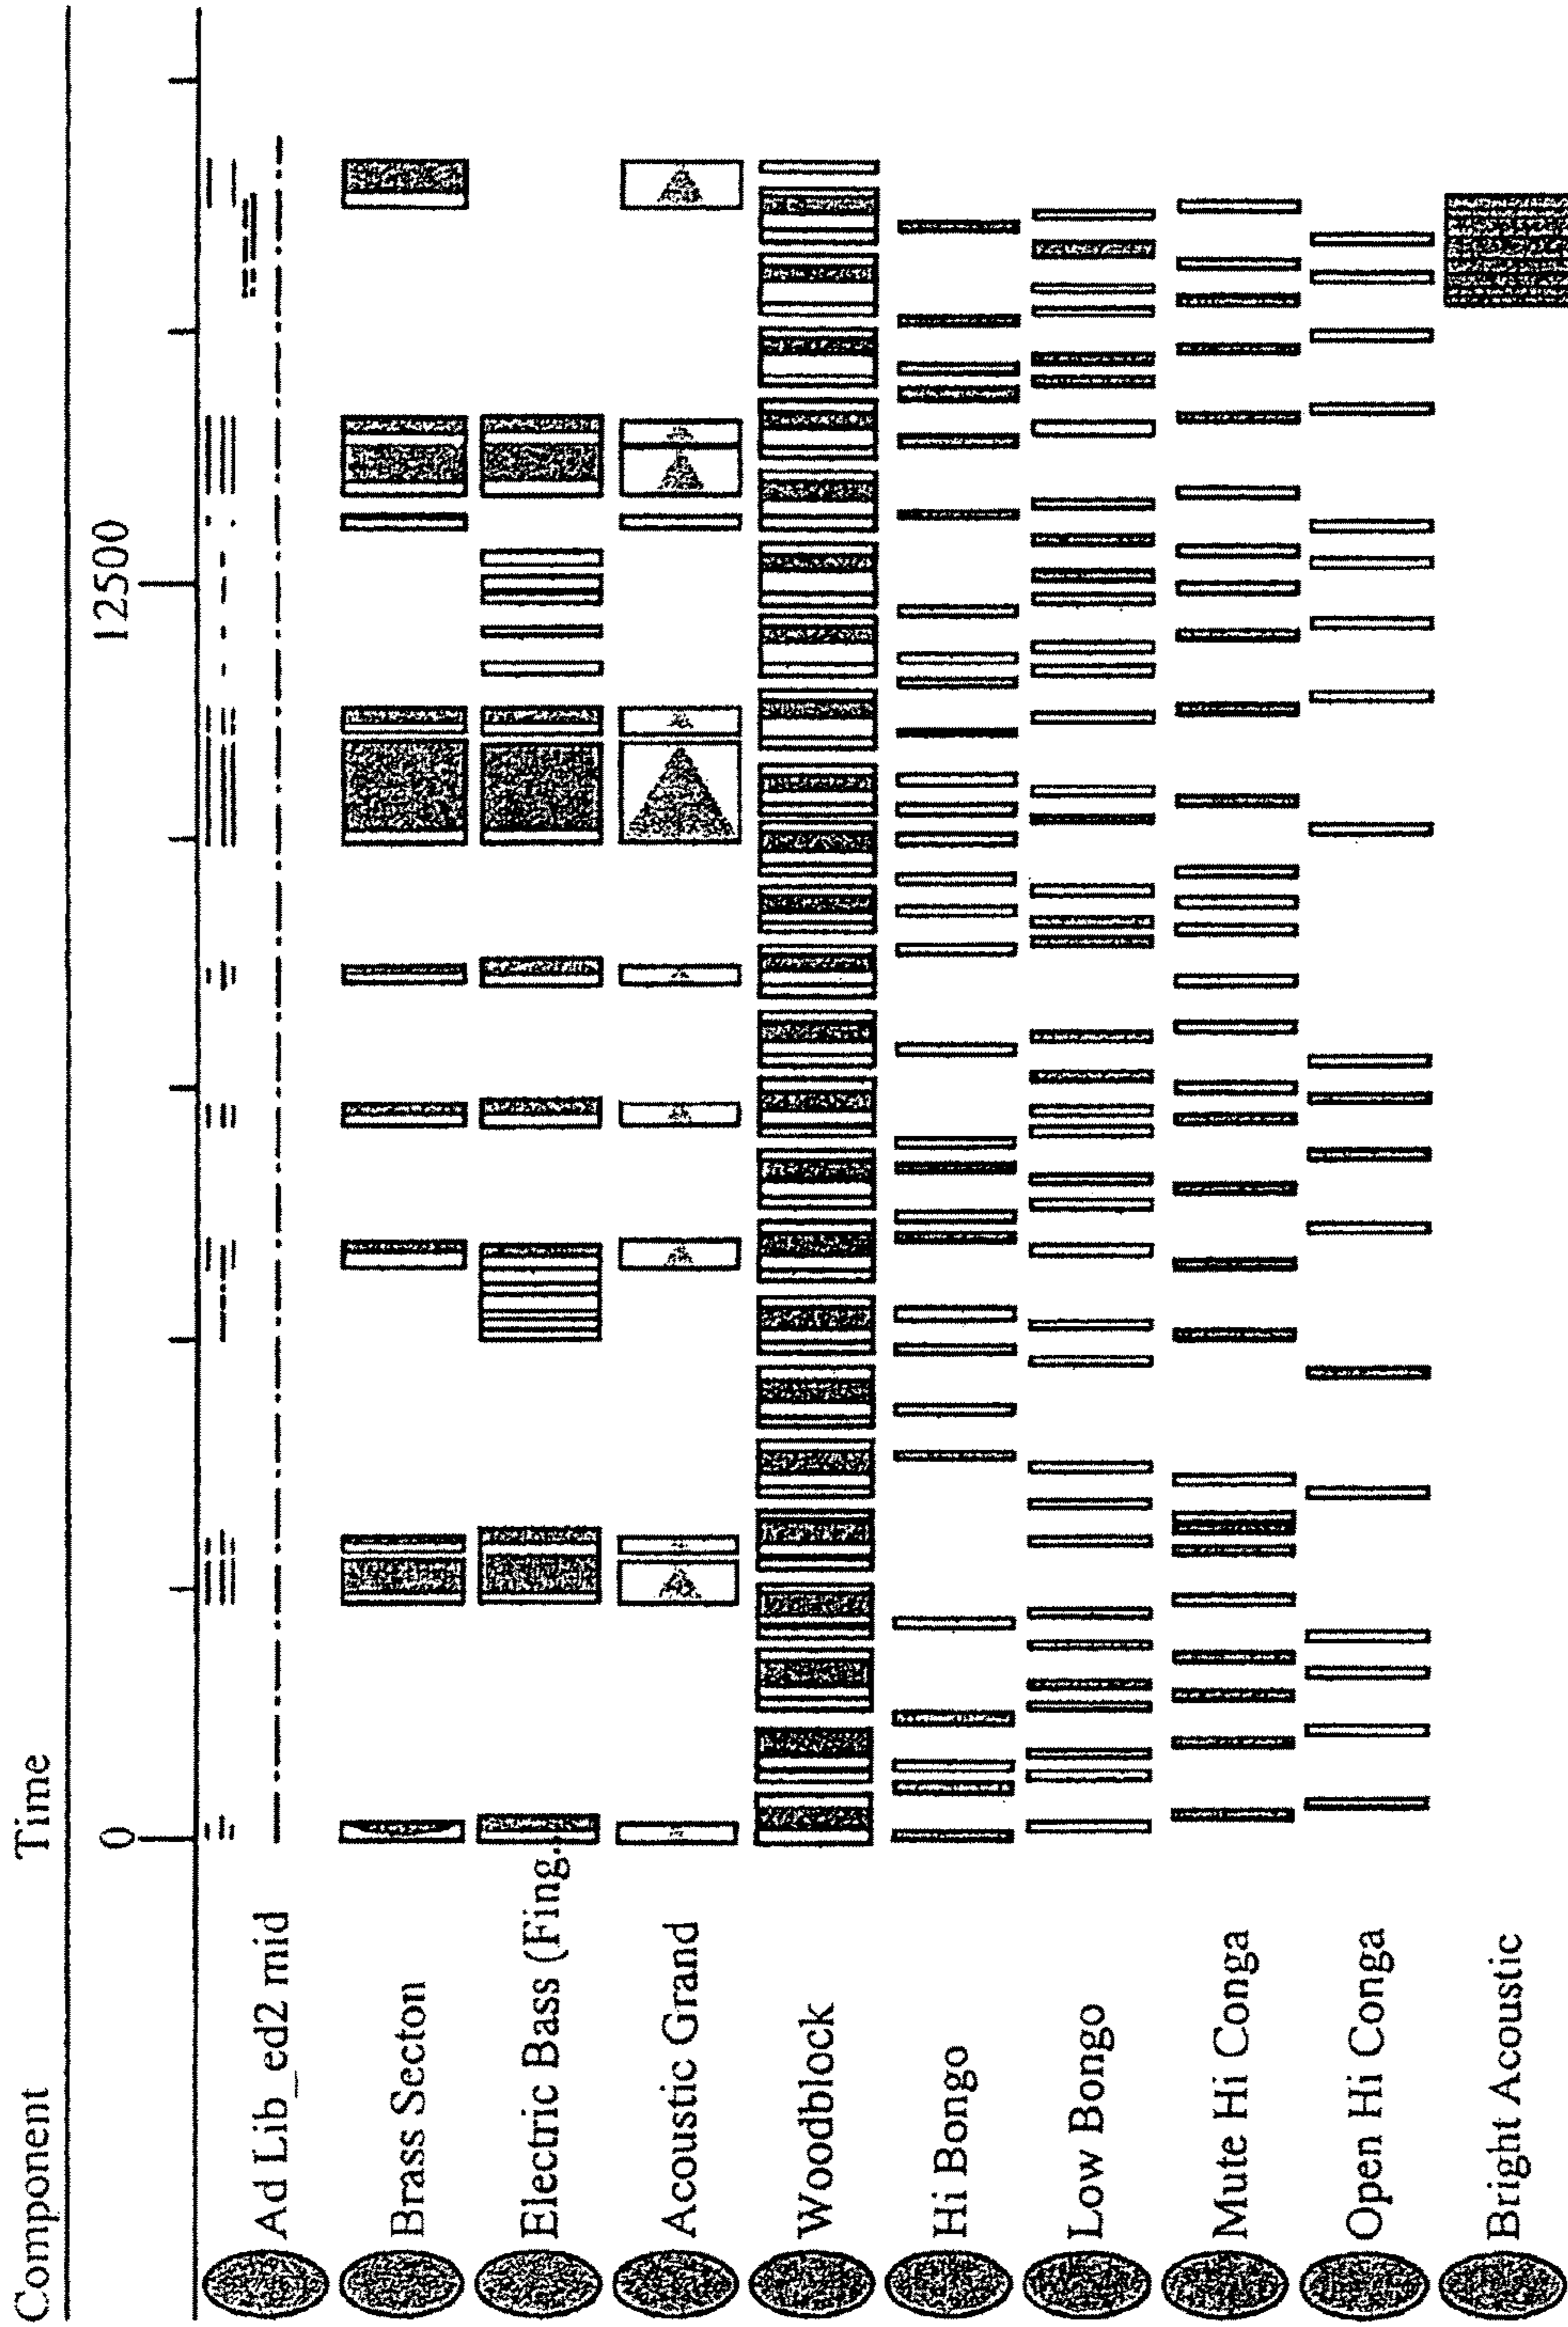 Component Time
0 12500
Ad Lib_ed2 mid
Brass Secton
Electric Bass (Fing..
Acoustic Grand
Woodblock
Hi Bongo
Low Bongo
Mute Hi Conga
Open Hi Conga
Bright Acoustic